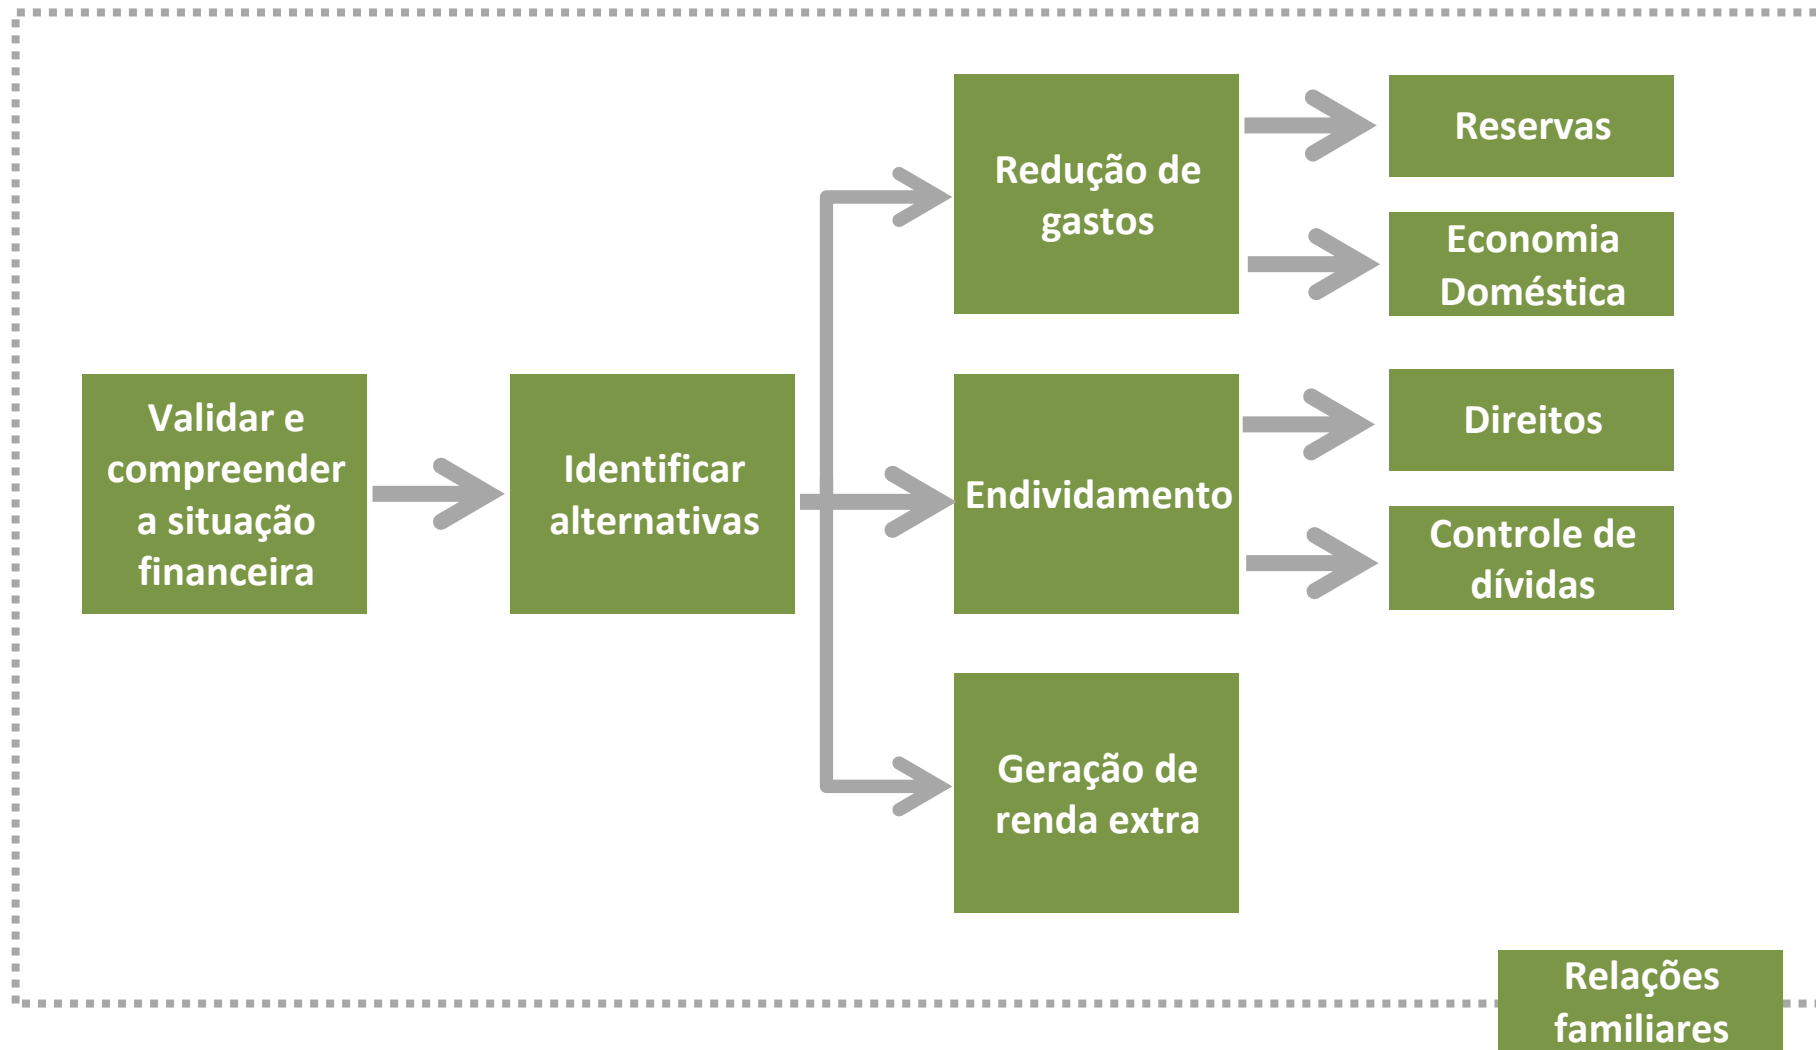 Validar e
compreender
a situação
financeira
Identificar
alternativas
Redução de
gastos
Reservas
Economia
Doméstica
Endividamento
Direitos
Controle de
dívidas
Geração de
renda extra
Relações
familiares